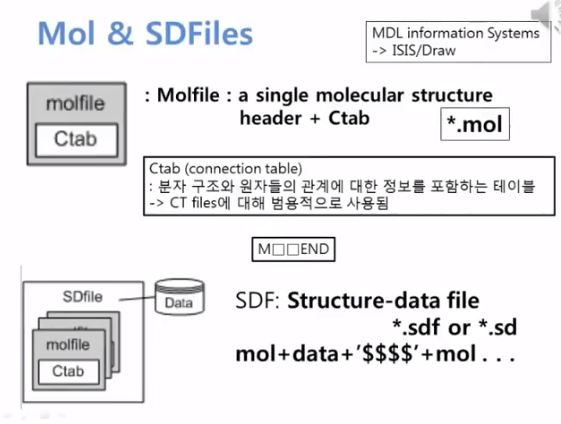 Mol & SDFiles
MDL information Systems
-> ISIS/Draw
molfile
Ctab
: Molfile : a single molecular structure
header + Ctab
*.mol
Ctab (connection table)
: 분자 구조와 원자들의 관계에 대한 정보를 포함하는 테이블
-> CT files에 대해 범용적으로 사용됨
M□□END
SDfile
Data
molfile
Ctab
SDF: Structure-data file
*.sdf or *.sd
mol+data+'$$$$'+mol . . .